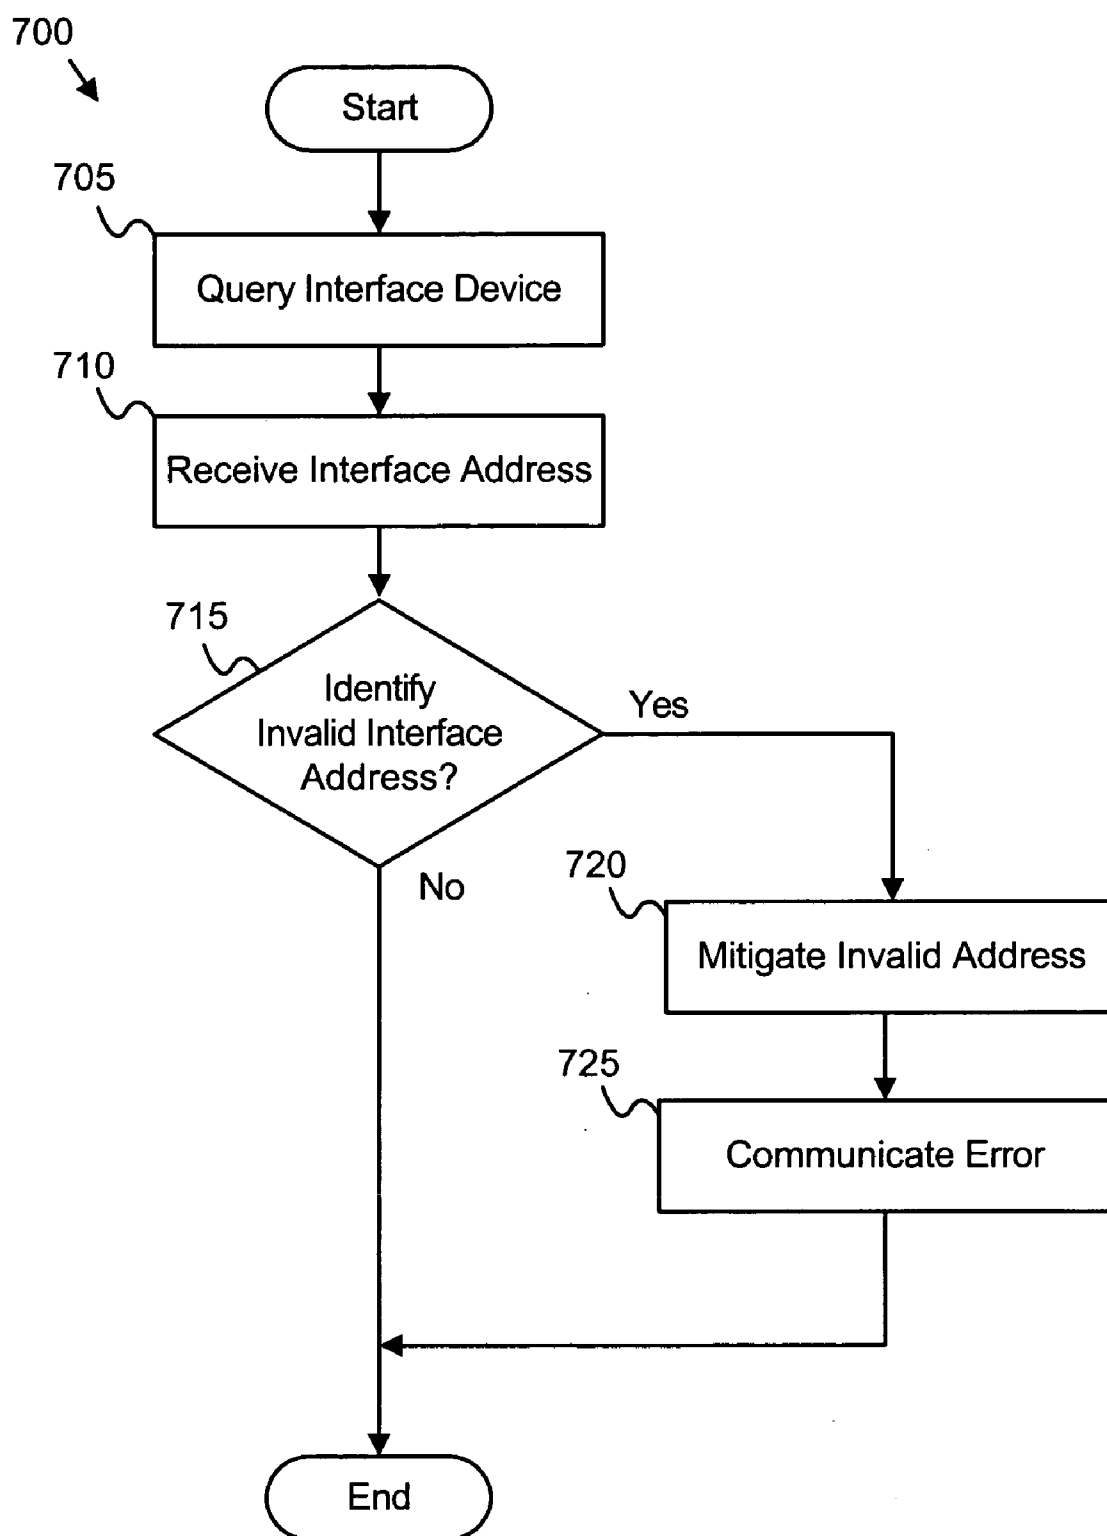 700
Start
705
Query Interface Device
710
Receive Interface Address
715
Identify
Invalid Interface
Address?
Yes
No
720
Mitigate Invalid Address
725
Communicate Error
End